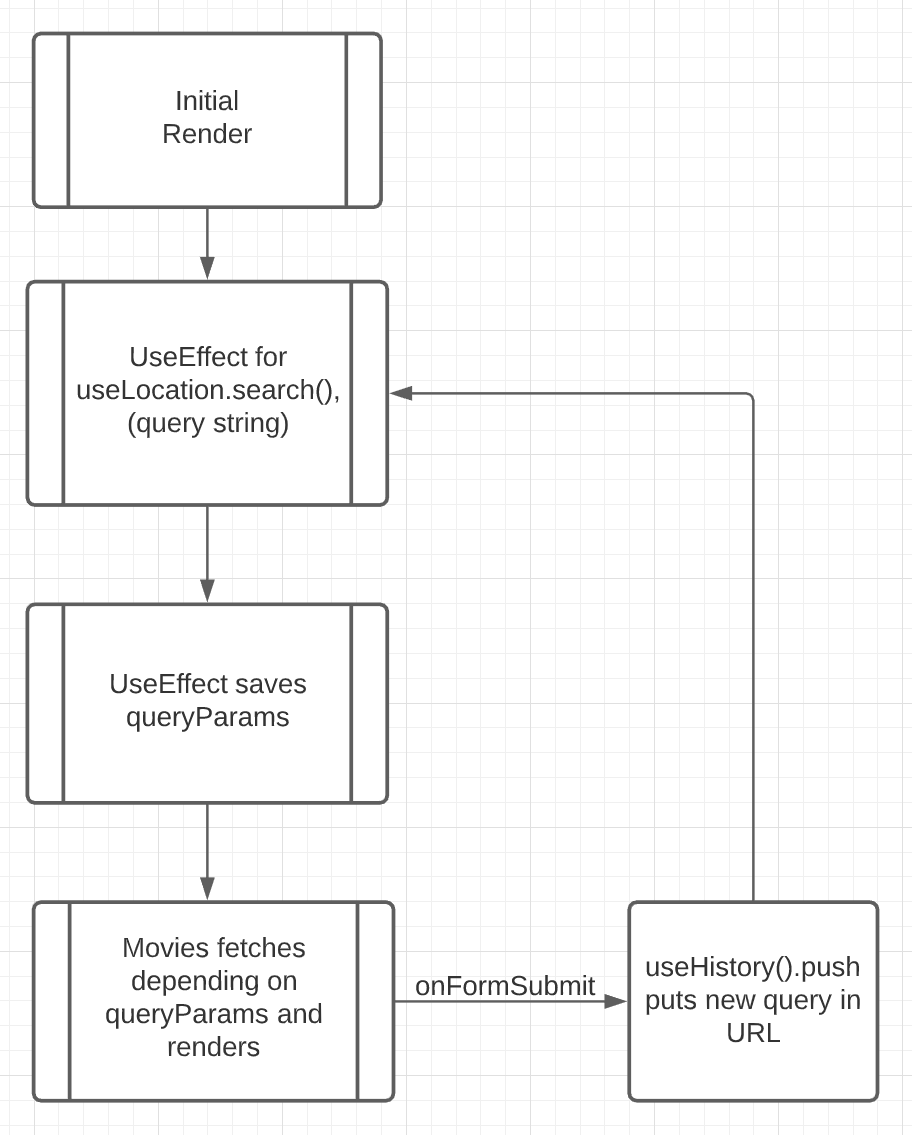 Initial
Render
UseEffect for
useLocation.search(),
(query string)
UseEffect saves
queryParams
Movies fetches
depending on
queryParams and
renders
onFormSubmit
useHistory().push
puts new query in
URL